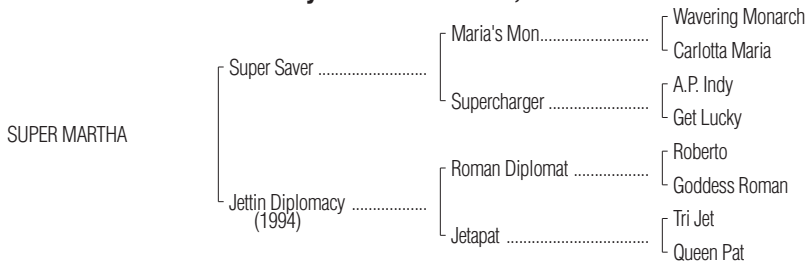 Wavering Monarch
Maria's Mon..........................
Carlotta Maria
Super Saver ..........................
A.P. Indy
Supercharger ........................
Get Lucky
SUPER MARTHA
Roberto
Roman Diplomat ..................
Goddess Roman
Jettin Diplomacy ..................
(1994)
Tri Jet
Jetapat ..................................
Queen Pat